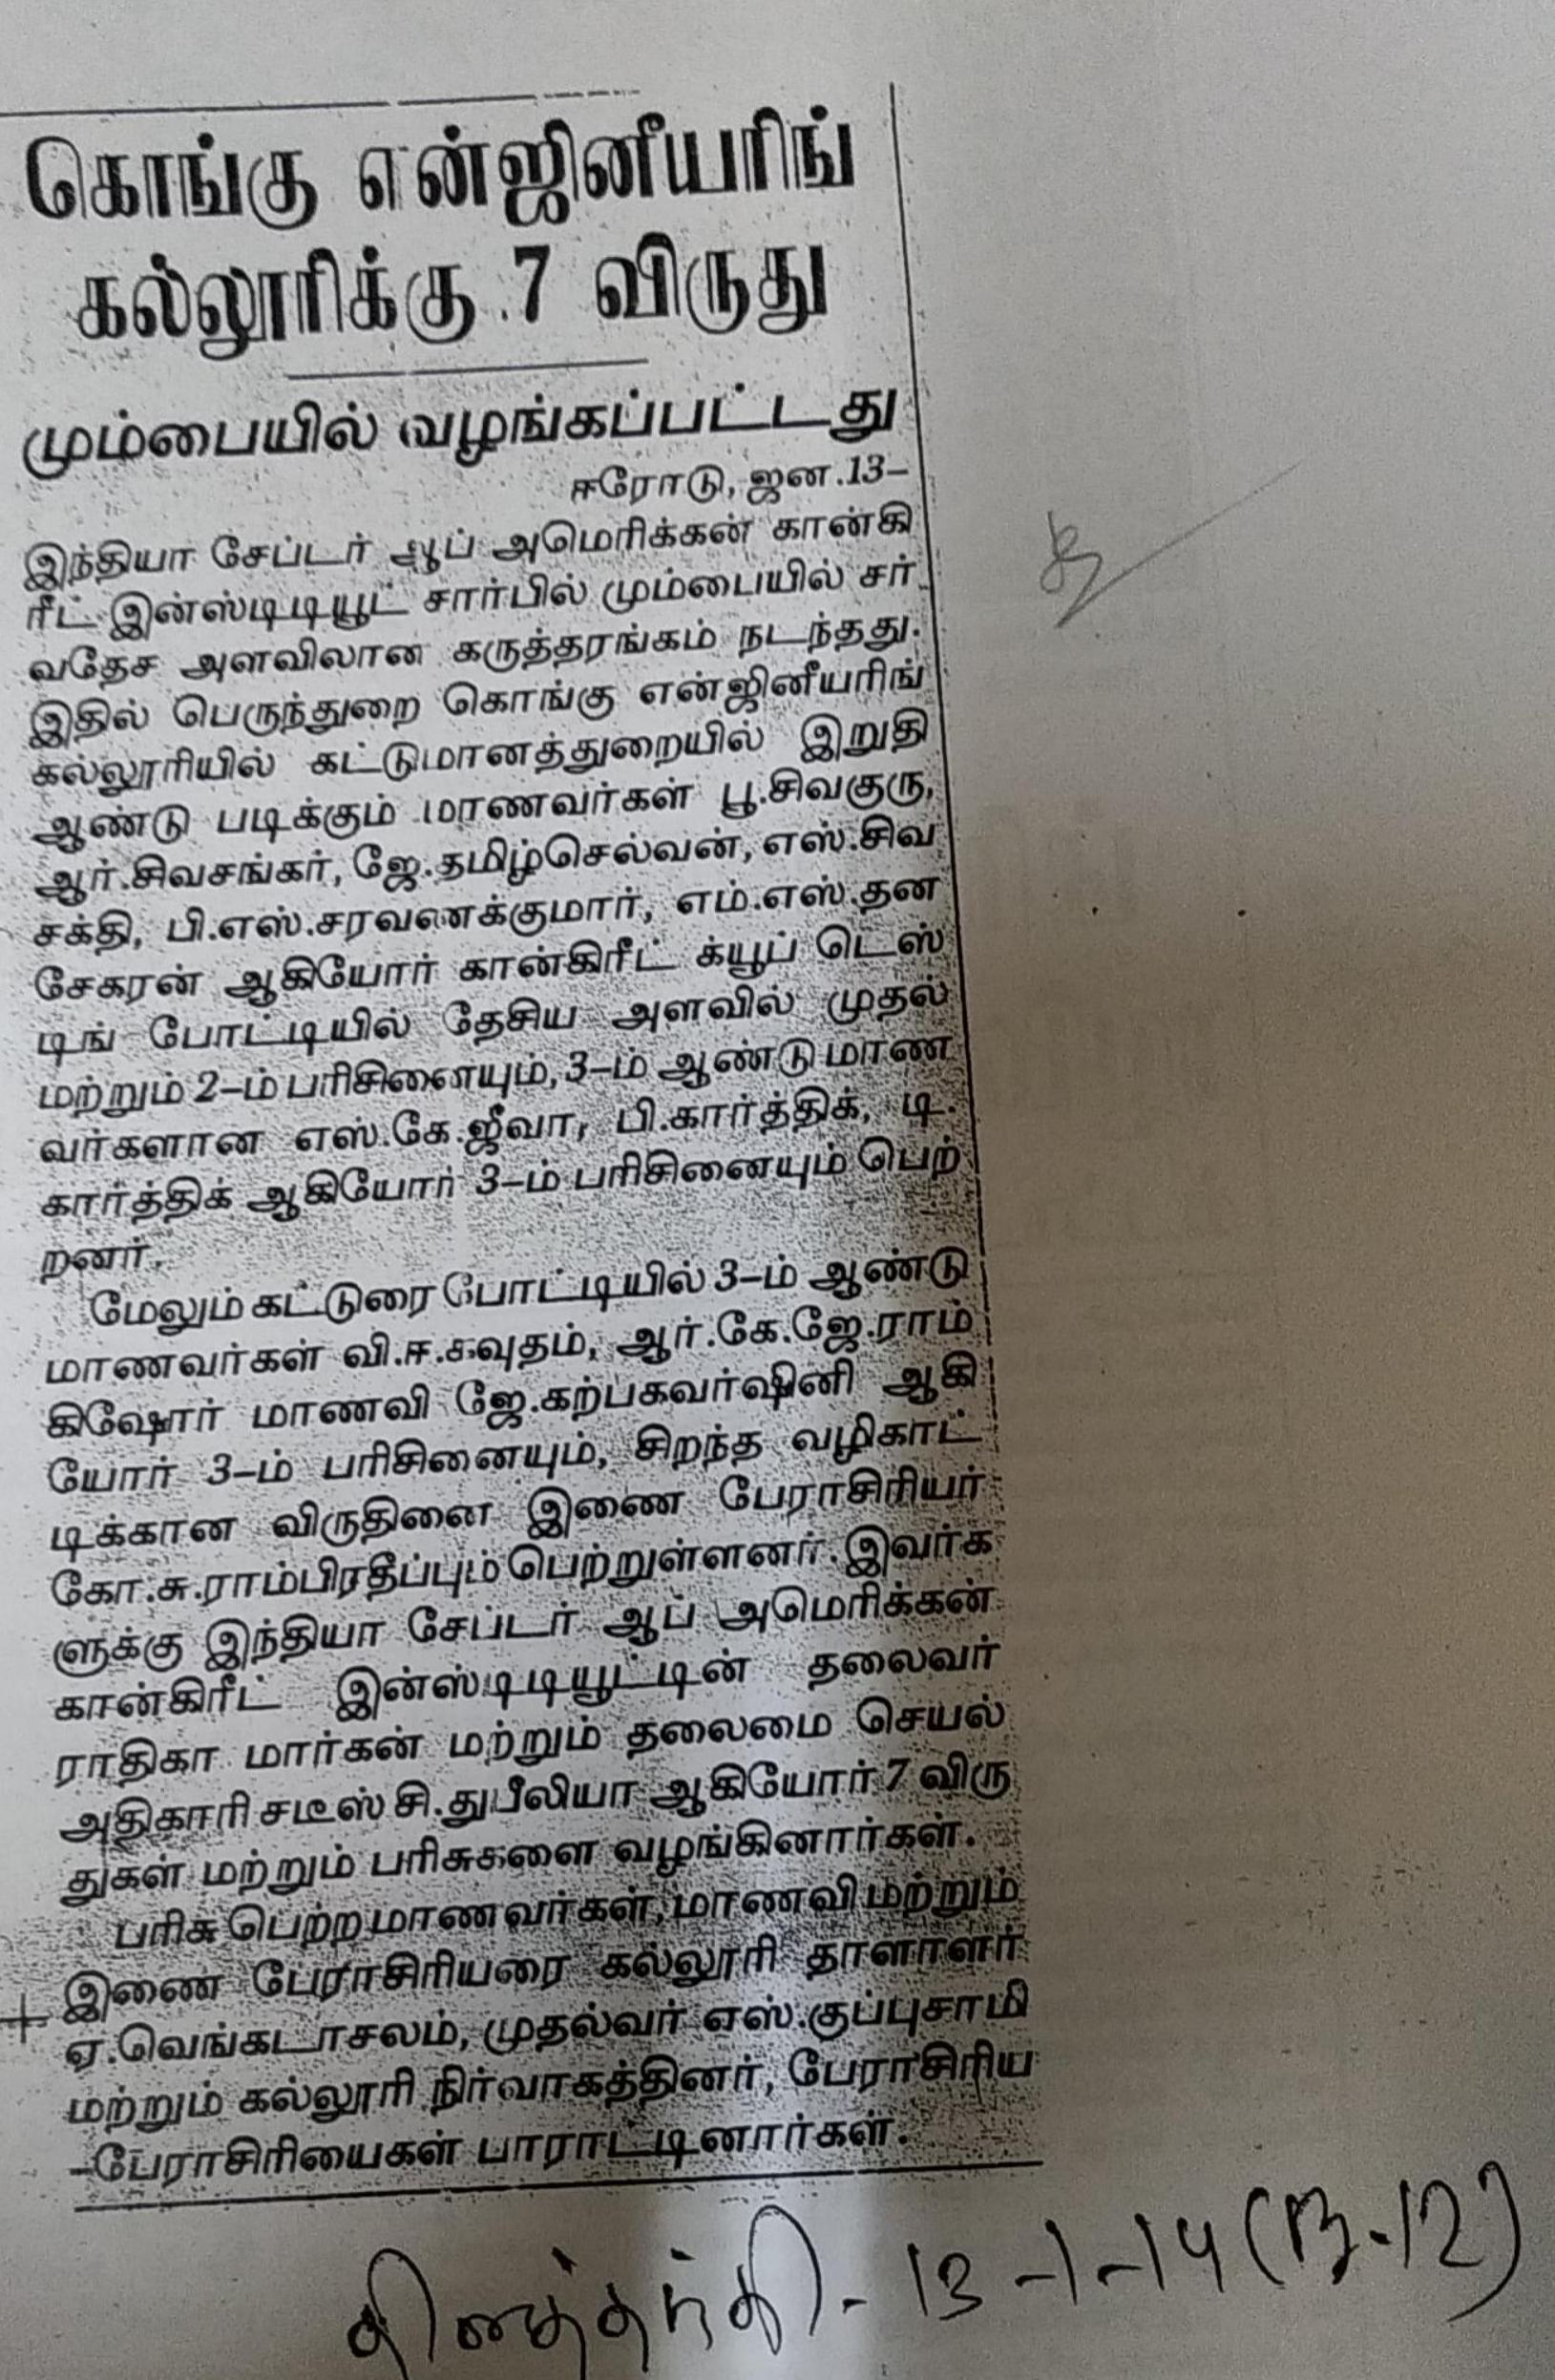 கொங்கு என்ஜினீயரிங்
கல்லூரிக்கு 7 விருது
மும்பையில் வழங்கப்பட்டது
ஈரோடு, ஜன.13–
இந்தியா சேப்டர் ஆப் அமெரிக்கன் கான்கி
ரீட் இன்ஸ்டிடியூட் சார்பில் மும்பையில் சர்
வதேச அளவிலான கருத்தரங்கம் நடந்தது.
இதில் பெருந்துறை கொங்கு என்ஜினீயரிங்
கல்லூரியில் கட்டுமானத்துறையில் இறுதி
ஆண்டு படிக்கும் மாணவர்கள் பூ.சிவகுரு,
ஆர்.சிவசங்கர், ஜே.தமிழ்செல்வன், எஸ்.சிவ
சக்தி, பி.எஸ்.சரவணக்குமார், எம்.எஸ்.தன
சேகரன் ஆகியோர் கான்கிரீட் க்யூப் டெஸ்
டிங் போட்டியில் தேசிய அளவில் முதல்
மற்றும் 2–ம் பரிசினையும், 3–ம் ஆண்டு மாண
வர்களான எஸ்.கே.ஜீவா, பி.கார்த்திக், டி.
கார்த்திக் ஆகியோர் 3–ம் பரிசினையும் பெற்
றனர்.
மேலும் கட்டுரை போட்டியில் 3–ம் ஆண்டு
மாணவர்கள் வி.ஈ.கவுதம், ஆர்.கே.ஜே.ராம்
கிஷோர் மாணவி ஜே.கற்பகவர்ஷினி ஆகி
யோர் 3–ம் பரிசினையும், சிறந்த வழிகாட்
டிக்கான விருதினை இணை பேராசிரியர்
கோ.சு.ராம்பிரதீப்பும் பெற்றுள்ளனர். இவர்க
ளுக்கு இந்தியா சேப்டர் ஆப் அமெரிக்கன்
கான்கிரீட் இன்ஸ்டிடியூட்டின் தலைவர்
ராதிகா மார்கன் மற்றும் தலைமை செயல்
அதிகாரி சடீஸ் சி.துபீலியா ஆகியோர் 7 விரு
துகள் மற்றும் பரிசுகளை வழங்கினார்கள்.
பரிசு பெற்ற மாணவர்கள், மாணவி மற்றும்
இணை பேராசிரியரை கல்லூரி தாளாளர்
ஏ.வெங்கடாசலம், முதல்வர் எஸ்.குப்புசாமி
மற்றும் கல்லூரி நிர்வாகத்தினர், பேராசிரிய
–பேராசிரியைகள் பாராட்டினார்கள்.
தினத்தந்தி - 13-1-14